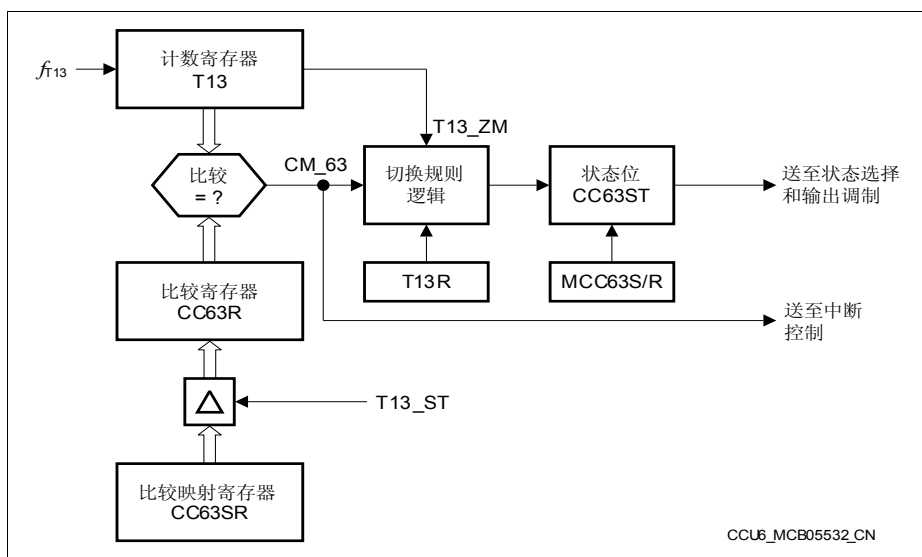 计数寄存器
T13
fT13
T13_ZM
比较
= ?
CM_63
切换规则
逻辑
状态位
CC63ST
送至状态选择
和输出调制
T13R
MCC63S/R
比较寄存器
CC63R
送至中断
控制
T13_ST
比较映射寄存器
CC63SR
CCU6_MCB05532_CN